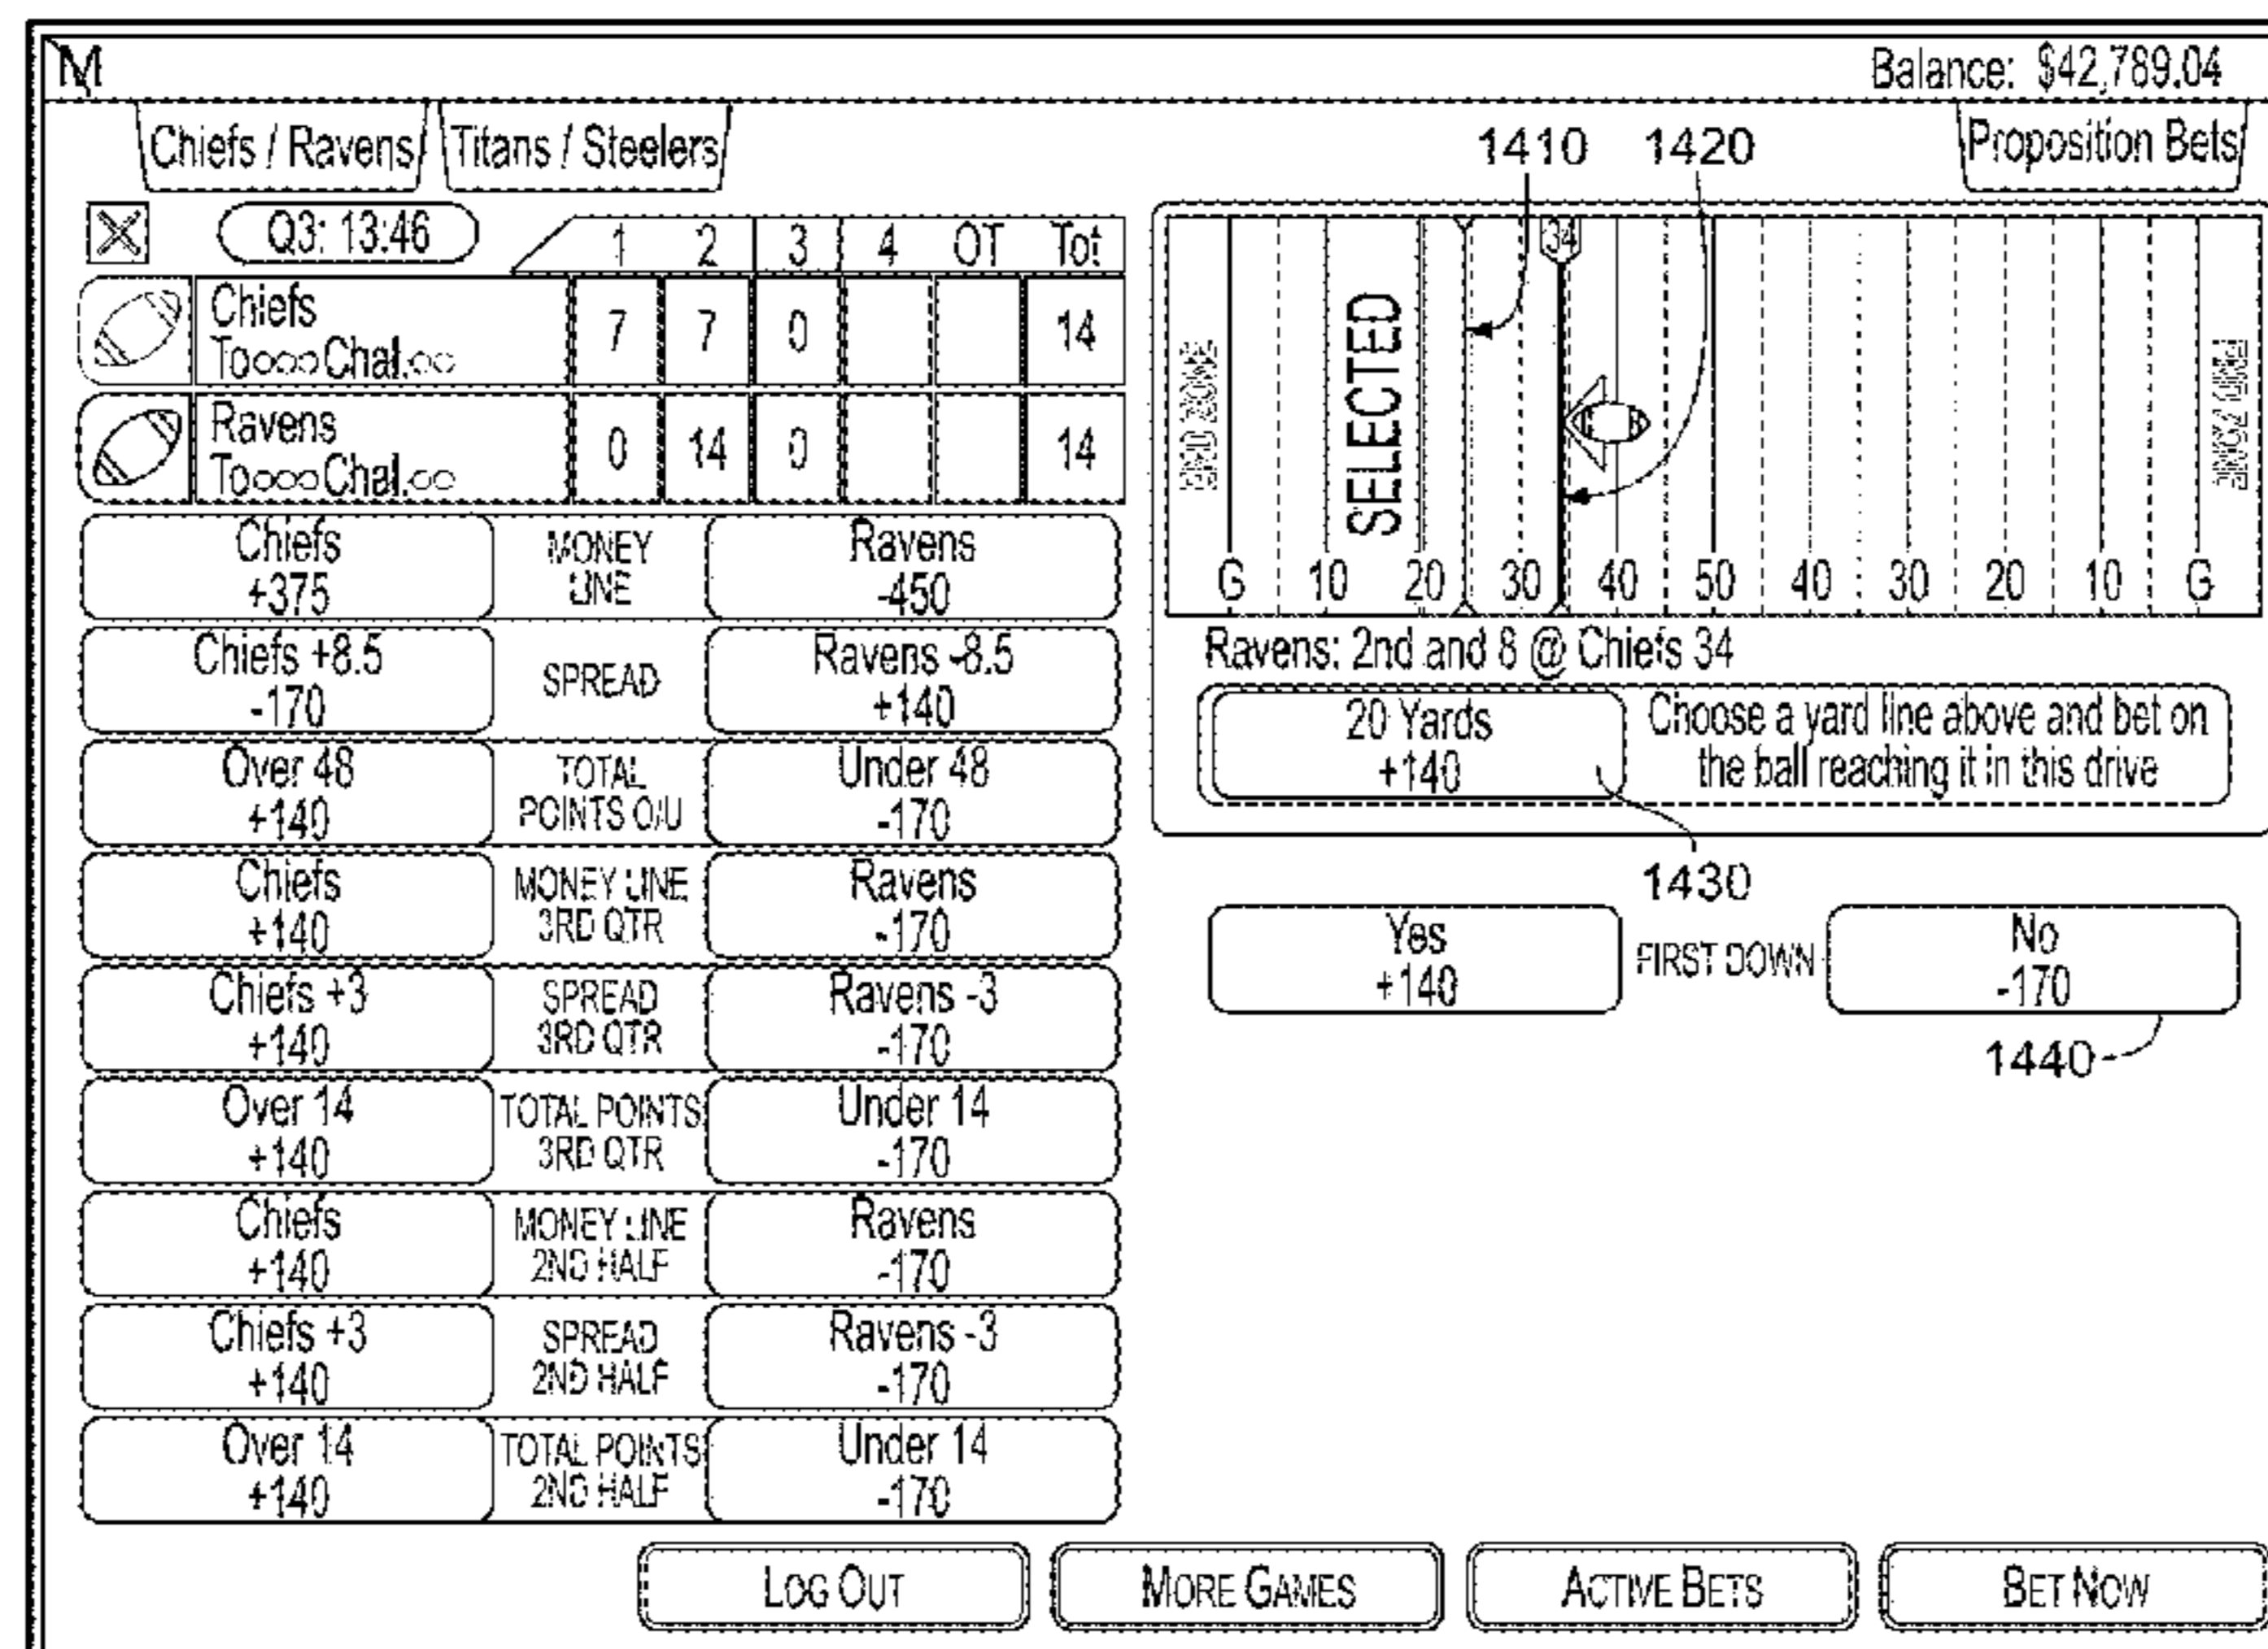 M
Balance: $42,789.04
Chiefs / Ravens
Titans / Steelers
1410
1420
Proposition Bets
Q3: 13:46
1 2 3 4 OT Tot
Chiefs
To○○○Chal.○○
7 7 0 14
Ravens
To○○○Chal.○○
0 14 0 14
Chiefs
+375
MONEY
LINE
Ravens
-450
Chiefs +8.5
-170
SPREAD
Ravens -8.5
+140
Over 48
+140
TOTAL
POINTS O/U
Under 48
-170
Chiefs
+140
MONEY LINE
3RD QTR
Ravens
-170
Chiefs +3
+140
SPREAD
3RD QTR
Ravens -3
-170
Over 14
+140
TOTAL POINTS
3RD QTR
Under 14
-170
Chiefs
+140
MONEY LINE
2ND HALF
Ravens
-170
Chiefs +3
+140
SPREAD
2ND HALF
Ravens -3
-170
Over 14
+140
TOTAL POINTS
2ND HALF
Under 14
-170
34
END ZONE
SELECTED
END ZONE
G 10 20 30 40 50 40 30 20 10 G
Ravens: 2nd and 8 @ Chiefs 34
20 Yards
+140
Choose a yard line above and bet on
the ball reaching it in this drive
1430
Yes
+140
FIRST DOWN
No
-170
1440
LOG OUT
MORE GAMES
ACTIVE BETS
BET NOW